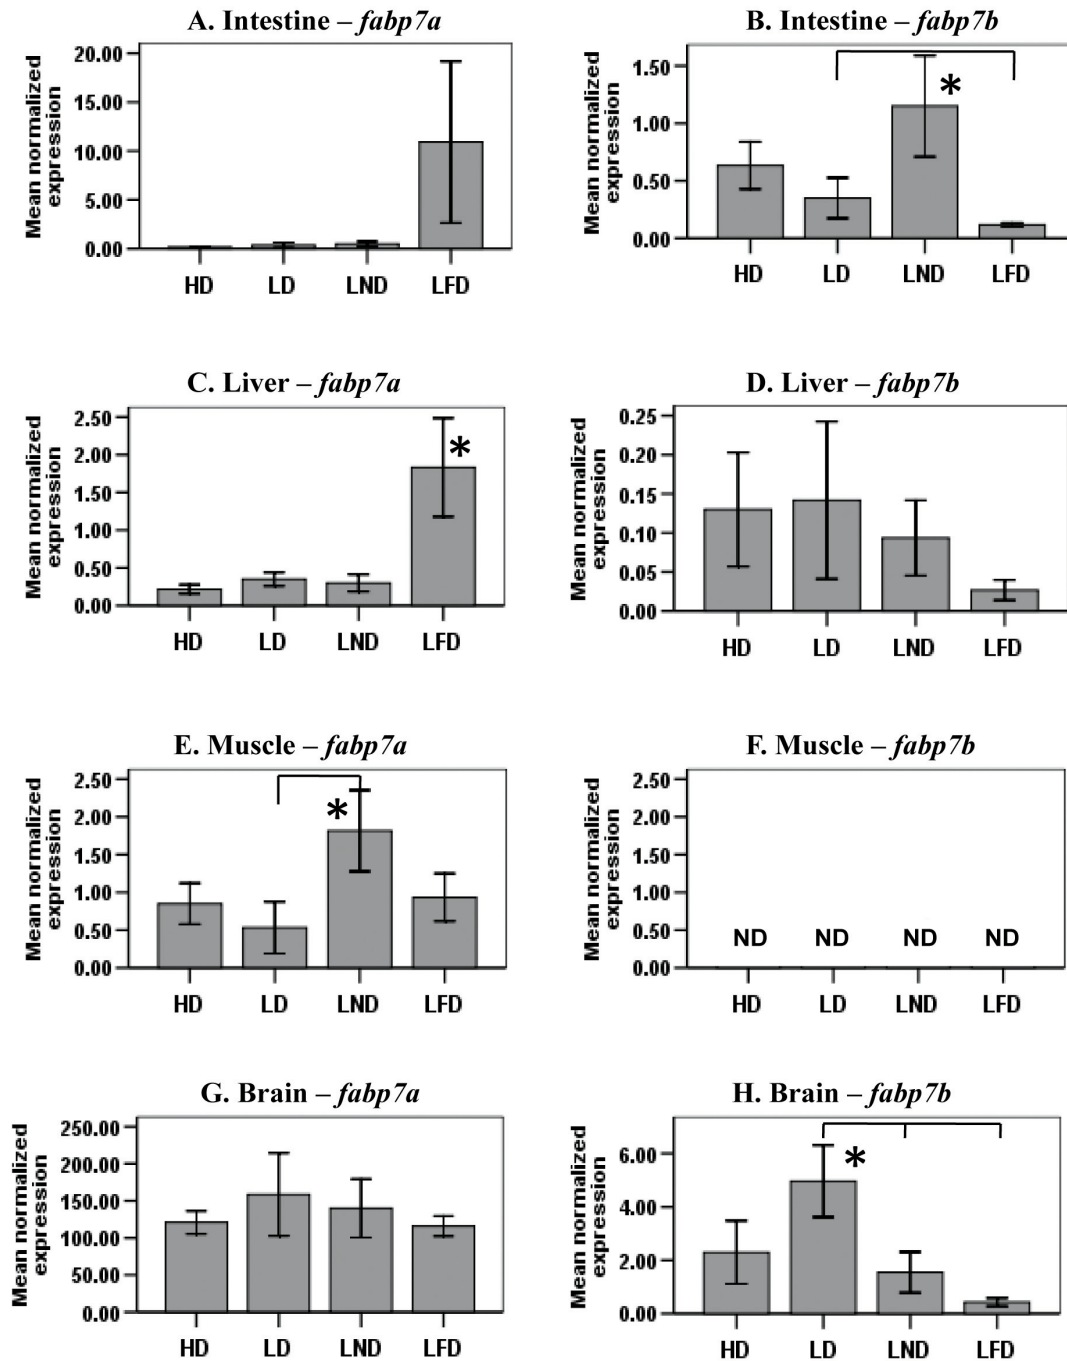 A. Intestine – fabp7a
Mean normalized
expression
20.00
15.00
10.00
5.00
0.00
HD LD LND LFD
B. Intestine – fabp7b
Mean normalized
expression
1.50
1.00
0.50
0.00
*
HD LD LND LFD
C. Liver – fabp7a
Mean normalized
expression
2.50
2.00
1.50
1.00
0.50
0.00
*
HD LD LND LFD
D. Liver – fabp7b
Mean normalized
expression
0.25
0.20
0.15
0.10
0.05
0.00
HD LD LND LFD
E. Muscle – fabp7a
Mean normalized
expression
2.50
2.00
1.50
1.00
0.50
0.00
*
HD LD LND LFD
F. Muscle – fabp7b
Mean normalized
expression
2.50
2.00
1.50
1.00
0.50
0.00
ND ND ND ND
HD LD LND LFD
G. Brain – fabp7a
Mean normalized
expression
250.00
200.00
150.00
100.00
50.00
0.00
HD LD LND LFD
H. Brain – fabp7b
Mean normalized
expression
6.00
4.00
2.00
0.00
*
HD LD LND LFD